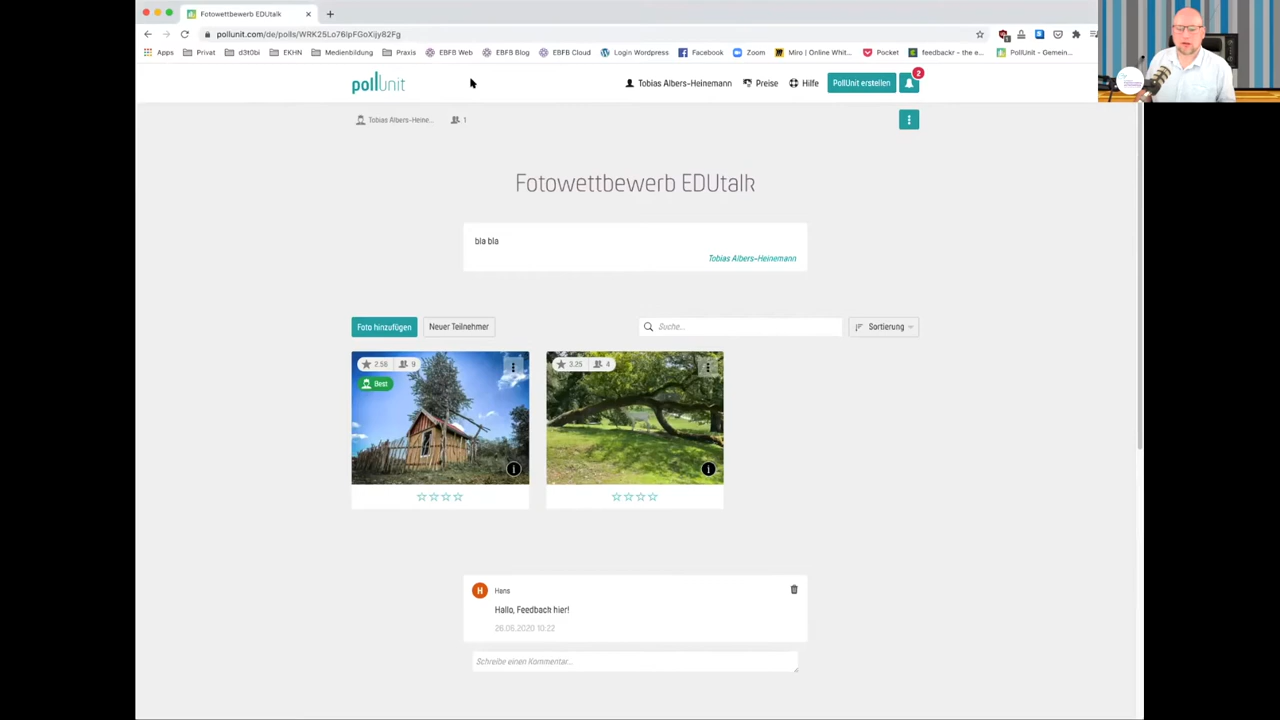 Fotowettbewerb EDUtalk
pollunit.com/de/polls/WRK25Lo76IpFGoXijy82Fg
Apps Privat d3t0bi EKHN Medienbildung Praxis EBFB Web EBFB Blog EBFB Cloud Login Wordpress Facebook Zoom Miro | Online Whit... Pocket feedbackr - the e... PollUnit - Gemein...
pollunit Tobias Albers-Heinemann Preise Hilfe PollUnit erstellen 2
Tobias Albers-Heine... 1
Fotowettbewerb EDUtalk
bla bla
Tobias Albers-Heinemann
Foto hinzufügen Neuer Teilnehmer Suche... Sortierung
2.56 9 3.25 4
Best
H Hans
Hallo, Feedback hier!
26.06.2020 10:22
Schreibe einen Kommentar...